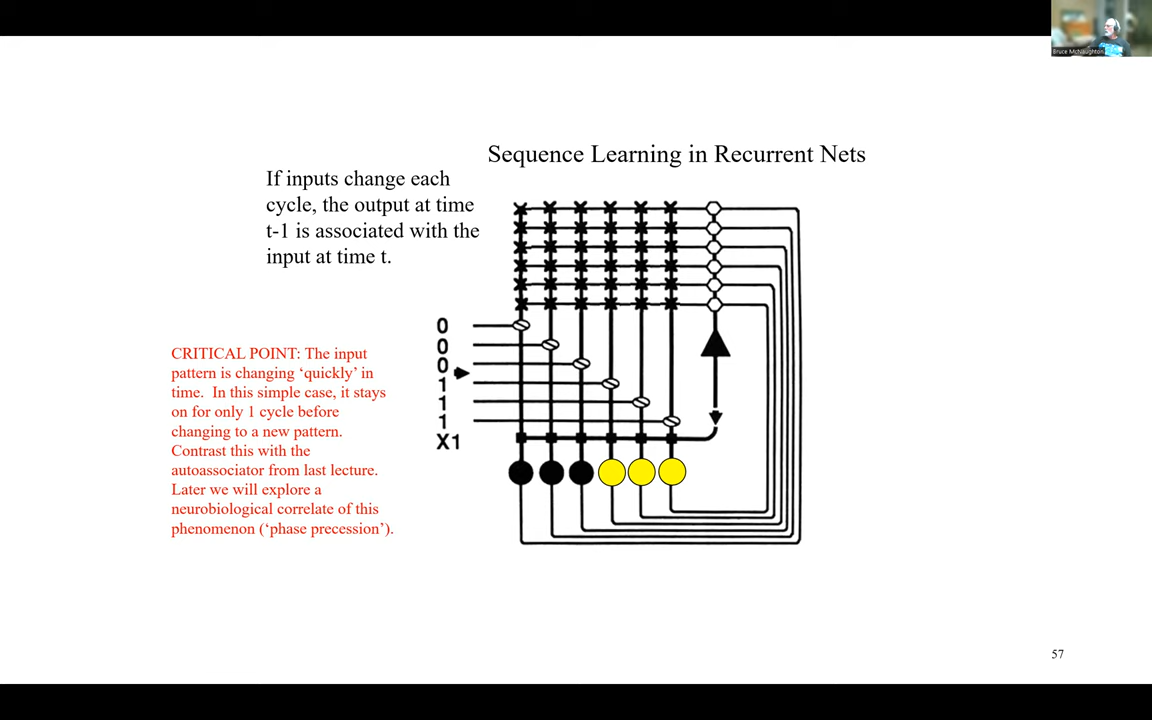 Bruce McNaughton
Sequence Learning in Recurrent Nets
If inputs change each
cycle, the output at time
t-1 is associated with the
input at time t.
CRITICAL POINT: The input
pattern is changing ‘quickly’ in
time.  In this simple case, it stays
on for only 1 cycle before
changing to a new pattern.
Contrast this with the
autoassociator from last lecture.
Later we will explore a
neurobiological correlate of this
phenomenon (‘phase precession’).
0
0
0
1
1
1
X1
57